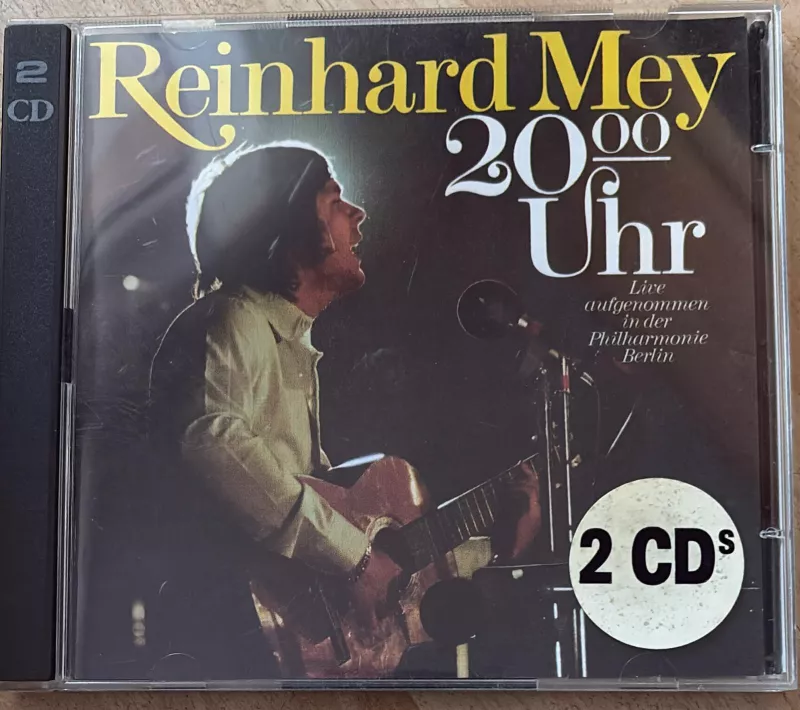 2
CD
Reinhard Mey
20 00
Uhr
Live
aufgenommen
in der
Philharmonie
Berlin
2 CDs